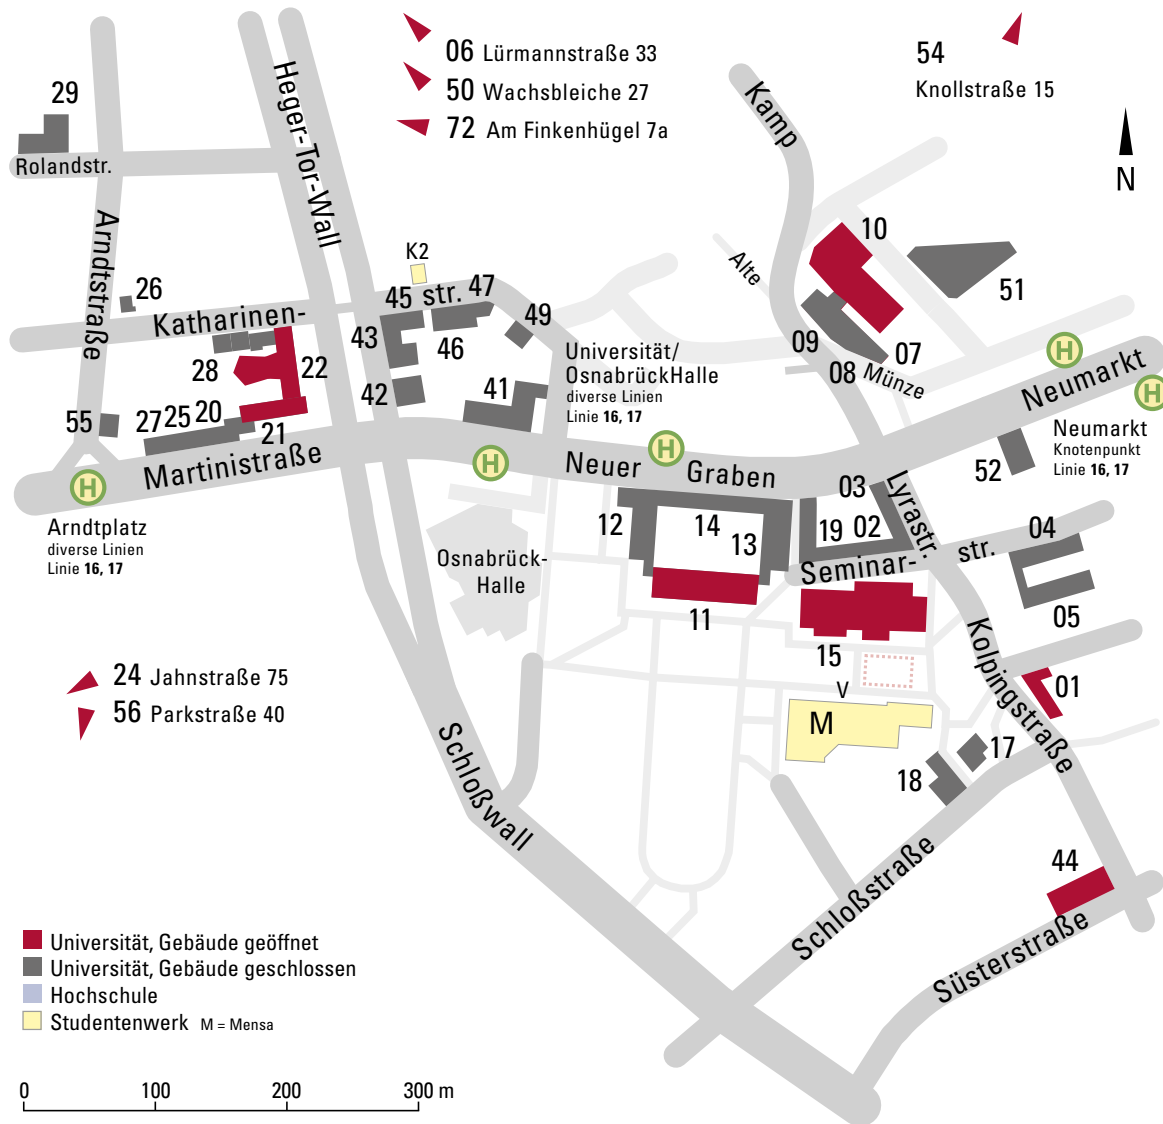 06 Lürmannstraße 33
50 Wachsbleiche 27
72 Am Finkenhügel 7a
54
Knollstraße 15
N
29
Rolandstr.
Heger-Tor-Wall
Kamp
Arndtstraße
26
Katharinen-
str.
K2
45
47
43
46
49
42
41
28
22
55
27
25
20
21
Martinistraße
H
Arndtplatz
diverse Linien
Linie 16, 17
Universität/
OsnabrückHalle
diverse Linien
Linie 16, 17
H
H
Neuer
Graben
Alte
Münze
10
51
09
08
07
H
H
Neumarkt
Neumarkt
Knotenpunkt
Linie 16, 17
52
03
Lyrastr.
12
14
13
19
02
04
Seminar-
str.
Osnabrück-
Halle
11
15
05
Kolpingstraße
01
V
M
17
18
24 Jahnstraße 75
56 Parkstraße 40
Schloßwall
Schloßstraße
44
Süsterstraße
Universität, Gebäude geöffnet
Universität, Gebäude geschlossen
Hochschule
Studentenwerk M = Mensa
0 100 200 300 m